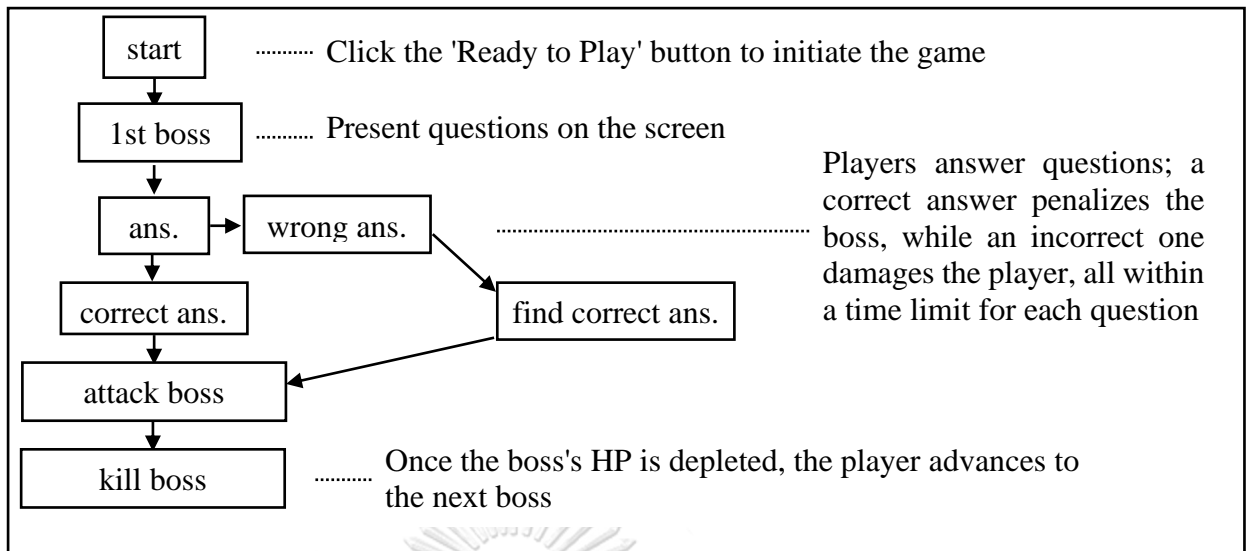 start
Click the 'Ready to Play' button to initiate the game
1st boss
Present questions on the screen
ans.
wrong ans.
Players answer questions; a
correct answer penalizes the
boss, while an incorrect one
damages the player, all within
a time limit for each question
correct ans.
find correct ans.
attack boss
kill boss
Once the boss's HP is depleted, the player advances to
the next boss